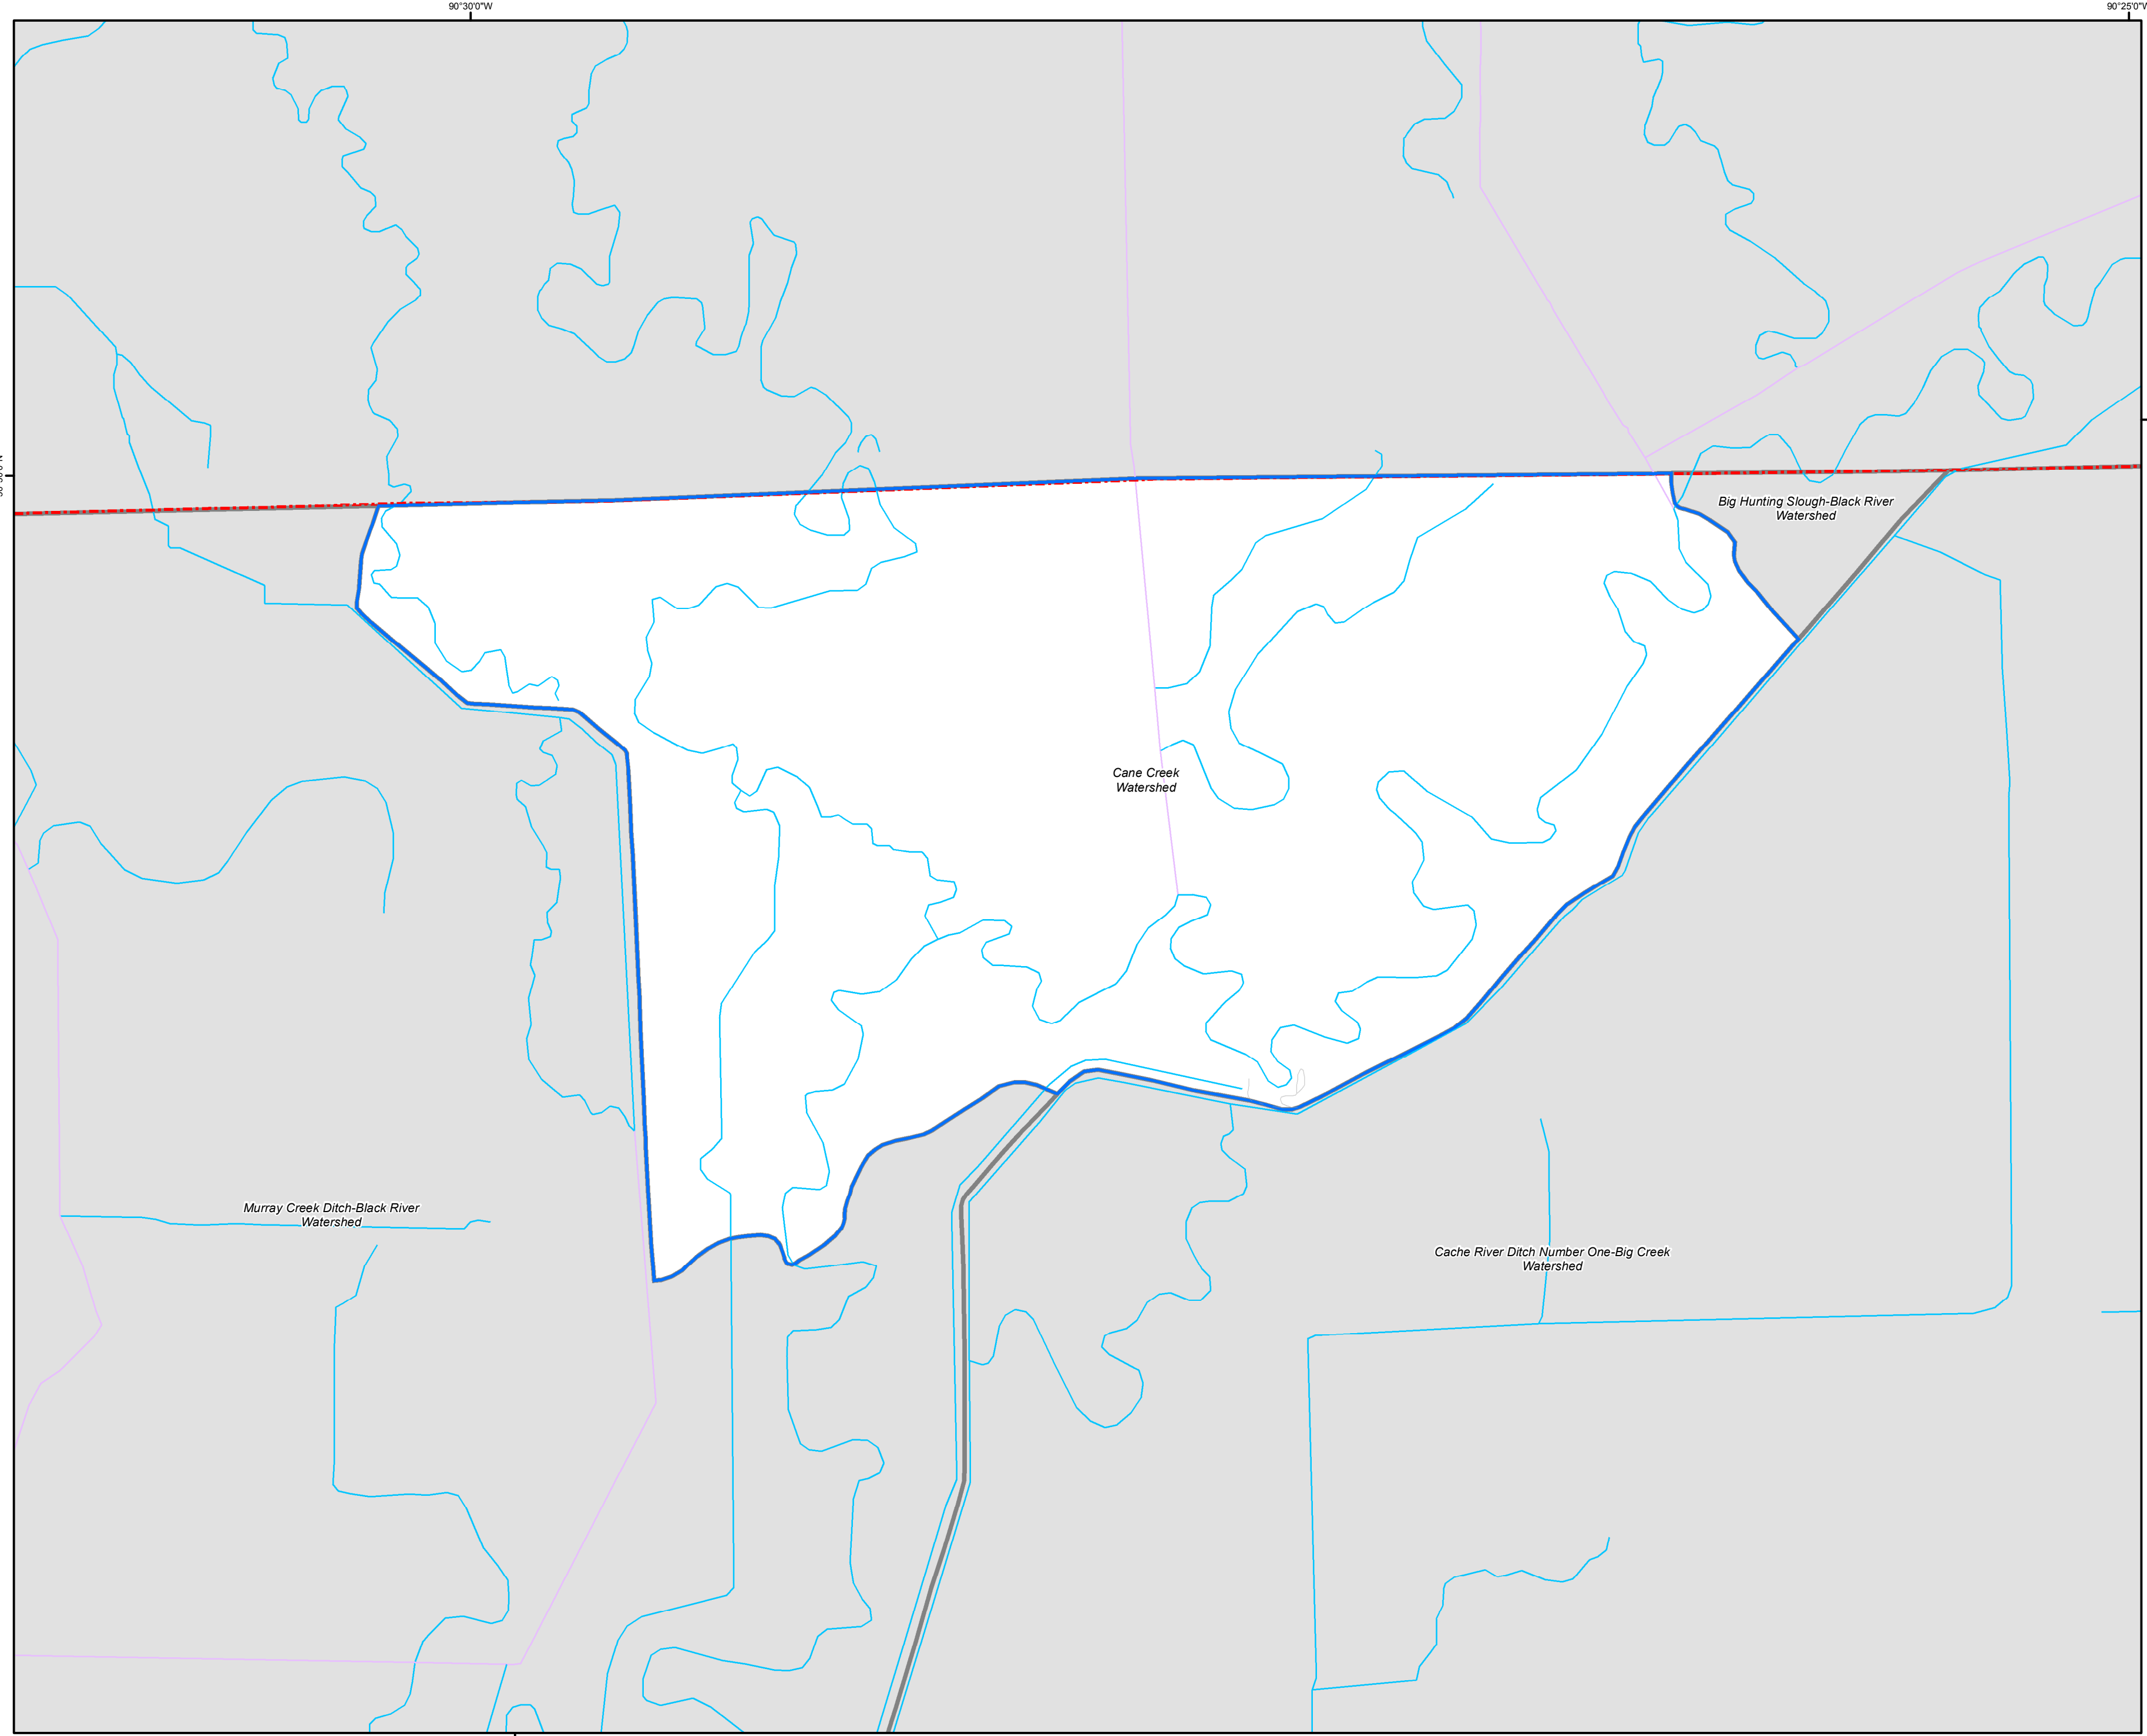 90°30'0"W
90°25'0"W
Big Hunting Slough-Black River
Watershed
Cane Creek
Watershed
Murray Creek Ditch-Black River
Watershed
Cache River Ditch Number One-Big Creek
Watershed